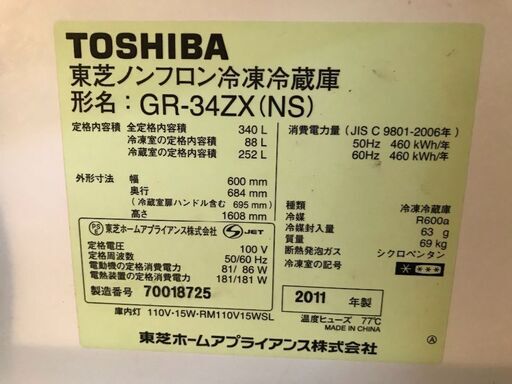 TOSHIBA
東芝ノンフロン冷凍冷蔵庫
形名：GR-34ZX(NS)
定格内容積 全定格内容積 340 L
冷凍室の定格内容積 88 L
冷蔵室の定格内容積 252 L
外形寸法 幅 600 mm
奥行 684 mm
(冷蔵室扉ハンドル含む 695 mm)
高さ 1608 mm
PSE 東芝ホームアプライアンス株式会社 JET
定格電圧 100 V
定格周波数 50/60 Hz
電動機の定格消費電力 81/ 86 W
電熱装置の定格消費電力 181/181 W
製造番号 70018725
庫内灯 110V･15W･RM110V15WSL
消費電力量 (JIS C 9801-2006年)
50Hz 460 kWh/年
60Hz 460 kWh/年
種類 冷凍冷蔵庫
冷媒 R600a
冷媒封入量 63 g
質量 69 kg
断熱発泡ガス シクロペンタン
冷凍室の記号 ****
2011 年製
温度ヒューズ 77℃
MADE IN CHINA
東芝ホームアプライアンス株式会社 Ⓐ